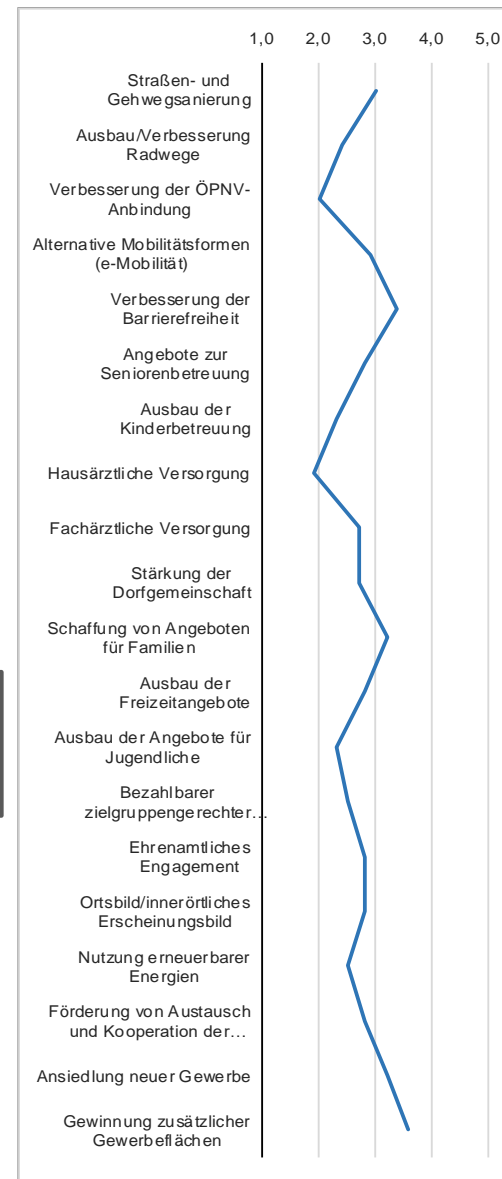 1,0 2,0 3,0 4,0 5,0
Straßen- und
Gehwegsanierung
Ausbau/Verbesserung
Radwege
Verbesserung der ÖPNV-
Anbindung
Alternative Mobilitätsformen
(e-Mobilität)
Verbesserung der
Barrierefreiheit
Angebote zur
Seniorenbetreuung
Ausbau der
Kinderbetreuung
Hausärztliche Versorgung
Fachärztliche Versorgung
Stärkung der
Dorfgemeinschaft
Schaffung von Angeboten
für Familien
Ausbau der
Freizeitangebote
Ausbau der Angebote für
Jugendliche
Bezahlbarer
zielgruppengerechter…
Ehrenamtliches
Engagement
Ortsbild/innerörtliches
Erscheinungsbild
Nutzung erneuerbarer
Energien
Förderung von Austausch
und Kooperation der…
Ansiedlung neuer Gewerbe
Gewinnung zusätzlicher
Gewerbeflächen